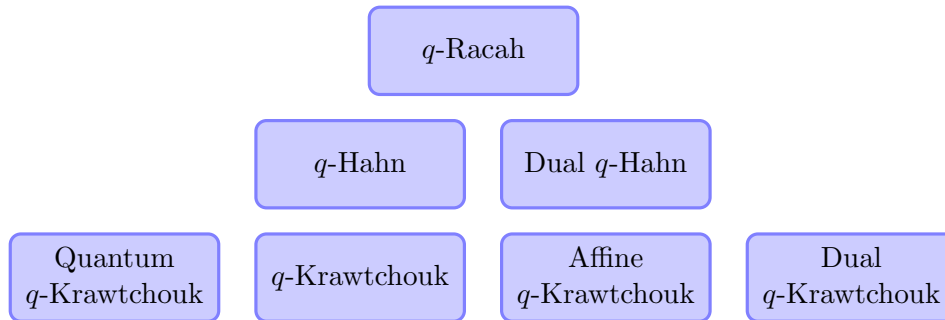 q-Racah
q-Hahn
Dual q-Hahn
Quantum
q-Krawtchouk
q-Krawtchouk
Affine
q-Krawtchouk
Dual
q-Krawtchouk